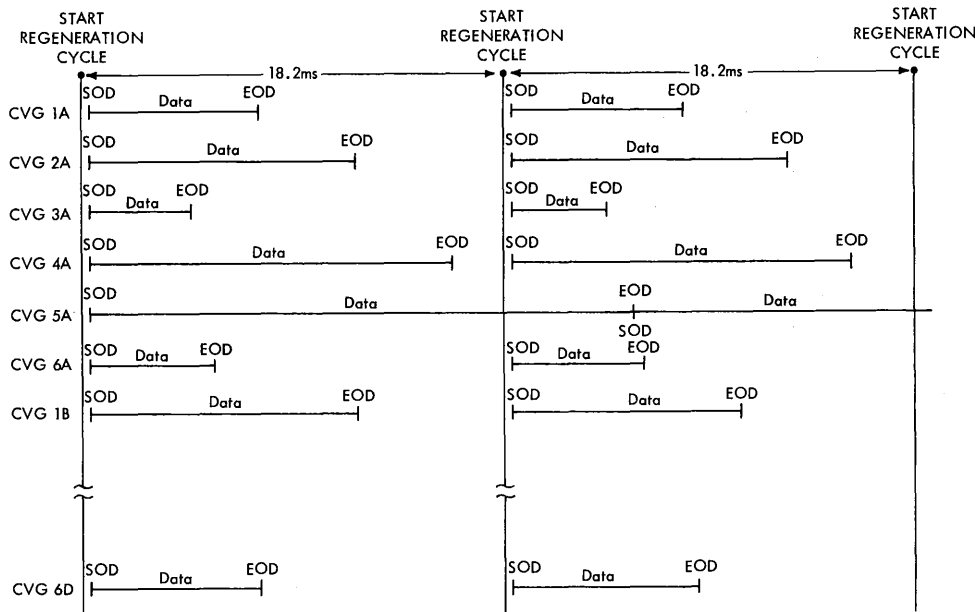 START
REGENERATION
CYCLE
START
REGENERATION
CYCLE
START
REGENERATION
CYCLE
18.2ms
18.2ms
CVG 1A
SOD
Data
EOD
SOD
Data
EOD
CVG 2A
SOD
Data
EOD
SOD
Data
EOD
CVG 3A
SOD
Data
EOD
SOD
Data
EOD
CVG 4A
SOD
Data
EOD
SOD
Data
EOD
CVG 5A
SOD
Data
EOD
SOD
Data
CVG 6A
SOD
Data
EOD
SOD
Data
EOD
CVG 1B
SOD
Data
EOD
SOD
Data
EOD
CVG 6D
SOD
Data
EOD
SOD
Data
EOD